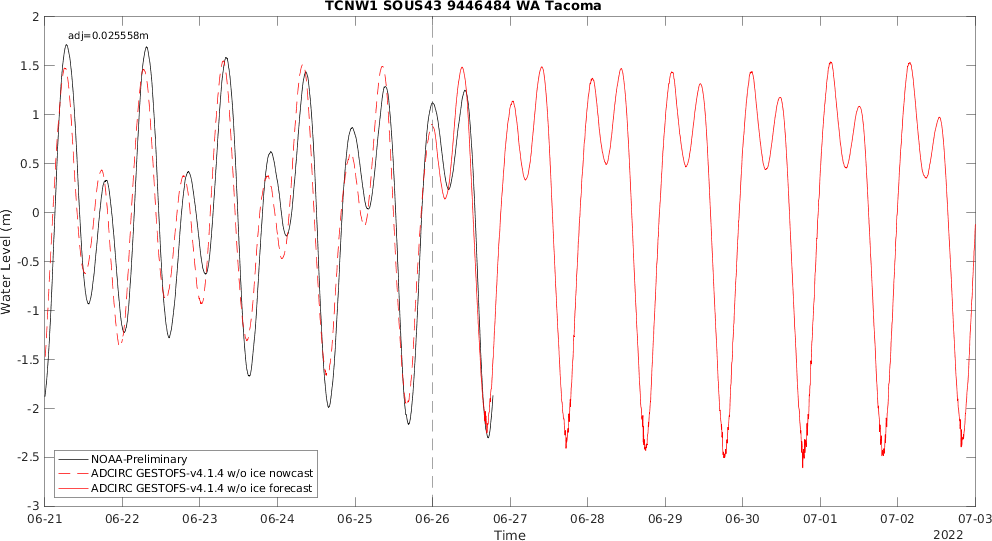 TCNW1 SOUS43 9446484 WA Tacoma
adj=0.025558m
2
1.5
1
0.5
0
-0.5
-1
-1.5
-2
-2.5
-3
Water Level (m)
NOAA-Preliminary
ADCIRC GESTOFS-v4.1.4 w/o ice nowcast
ADCIRC GESTOFS-v4.1.4 w/o ice forecast
06-21 06-22 06-23 06-24 06-25 06-26 06-27 06-28 06-29 06-30 07-01 07-02 07-03
Time
2022